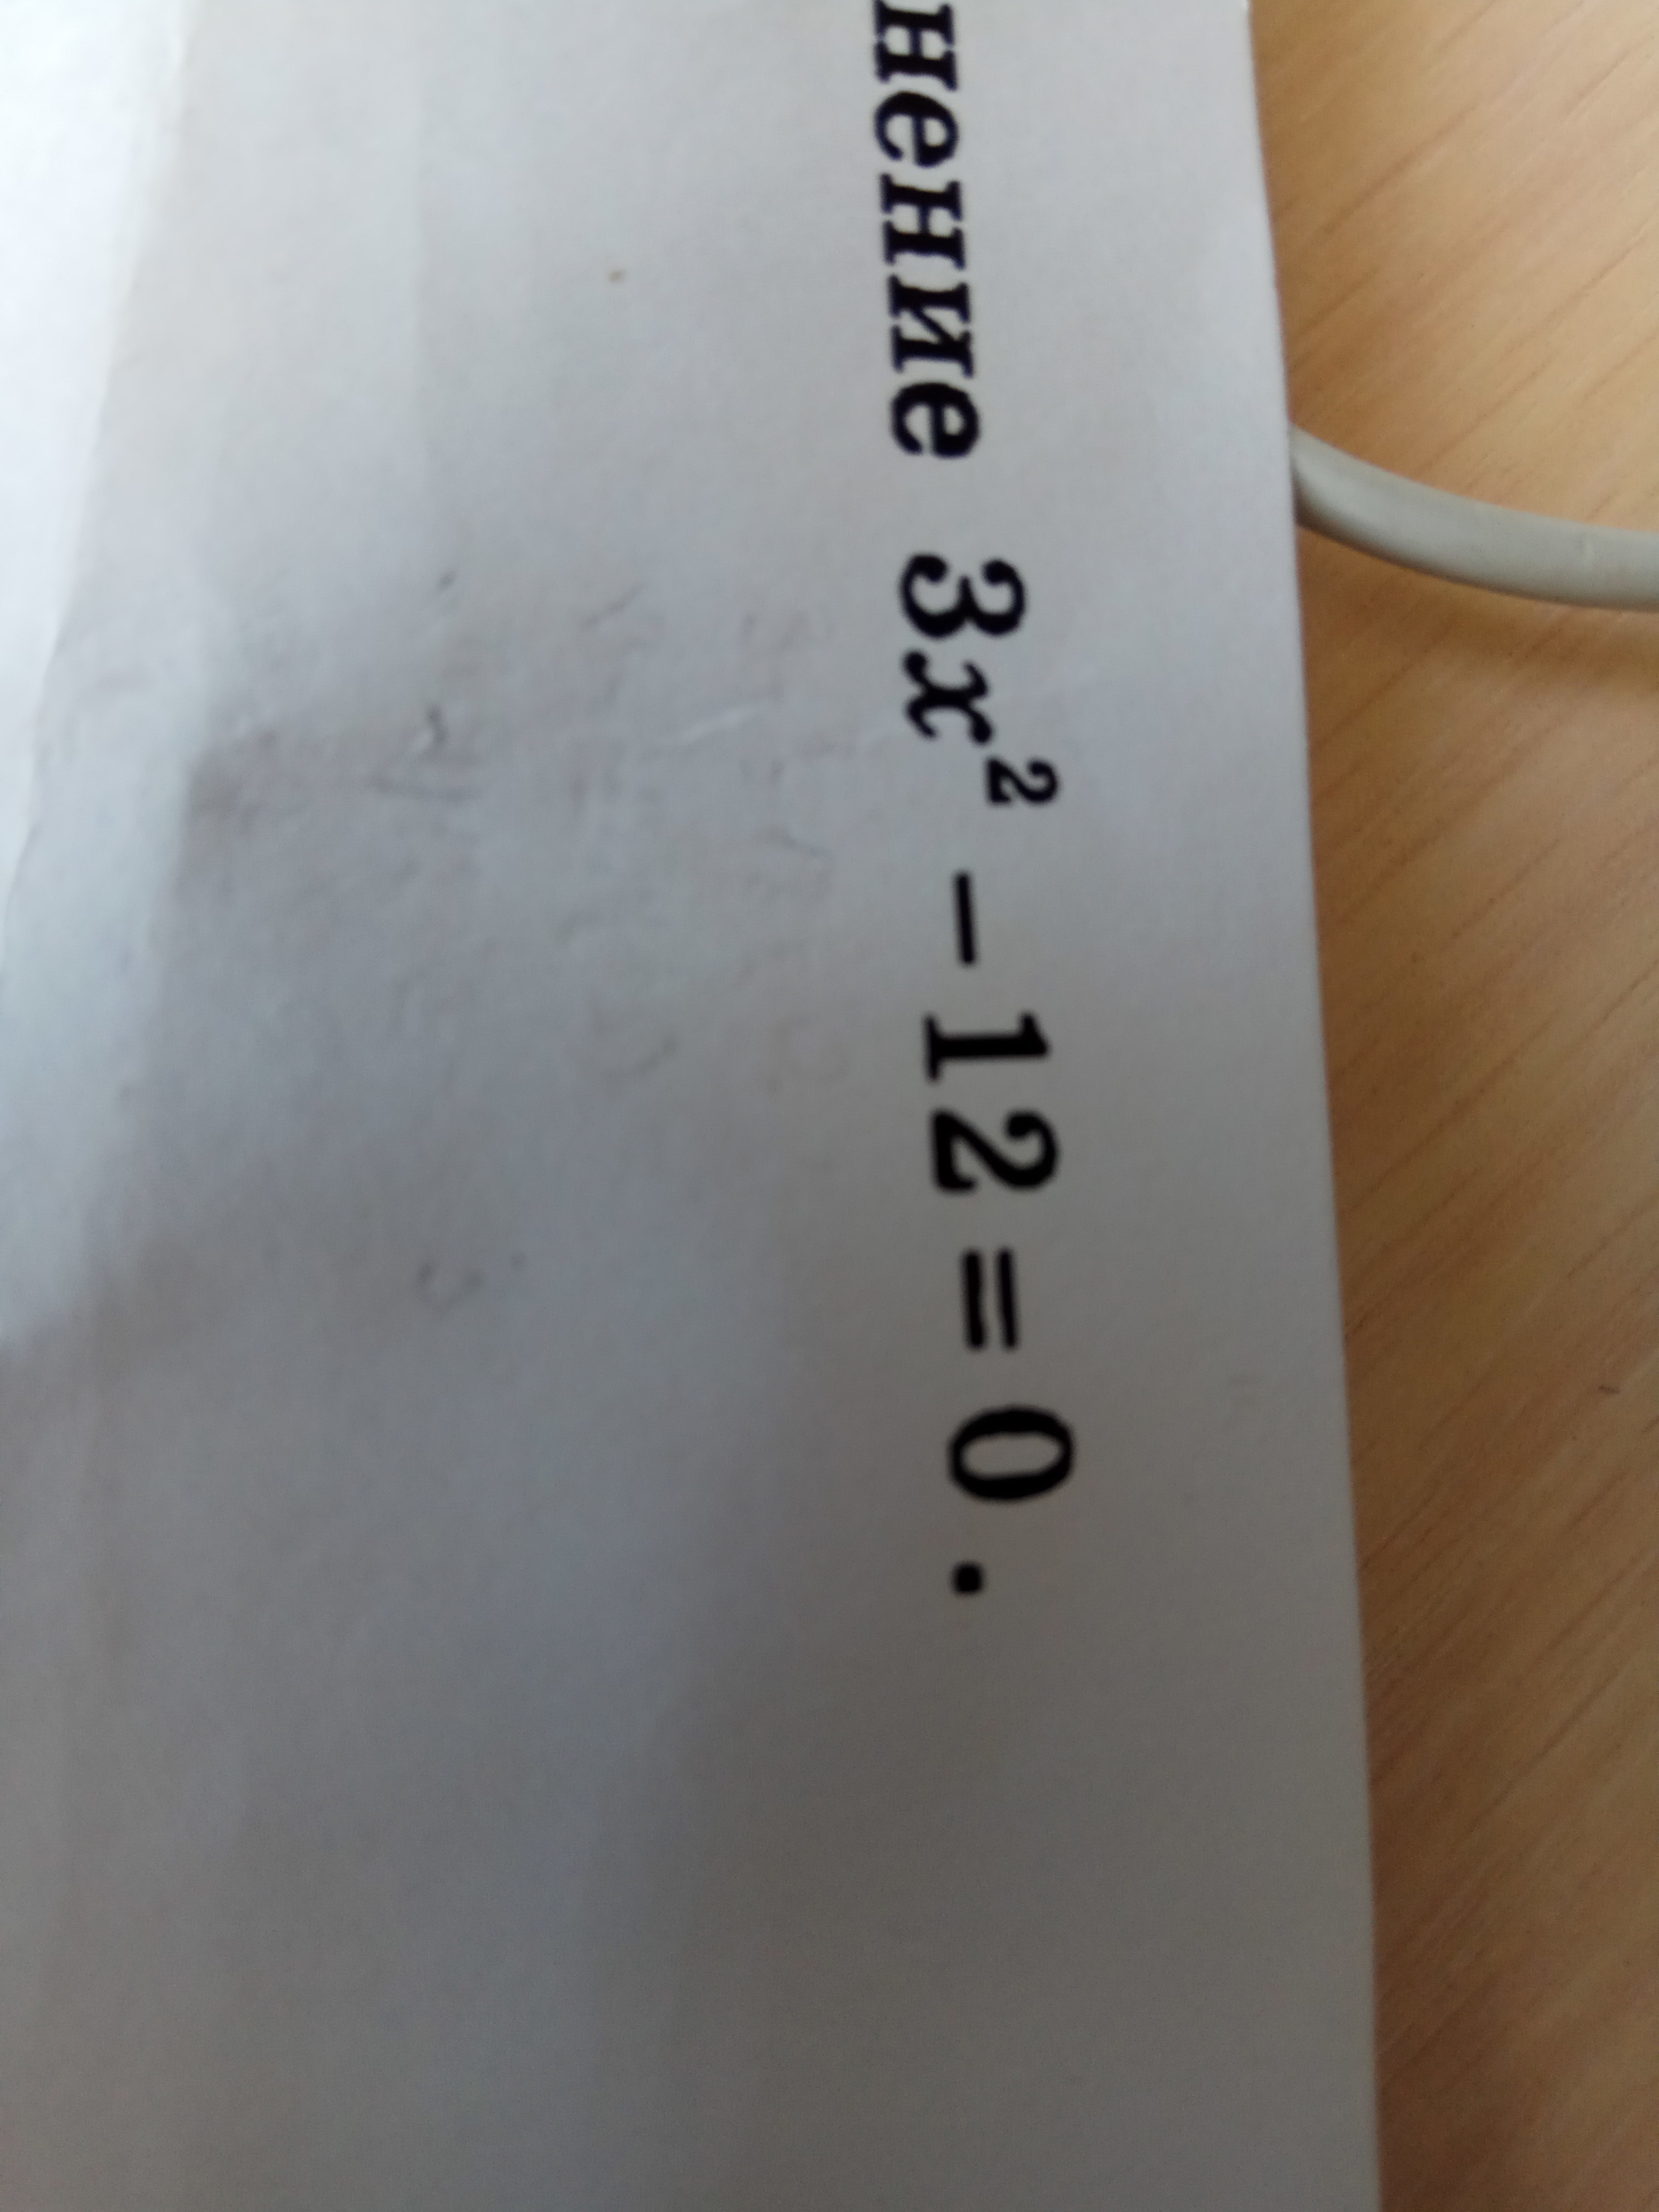 нение 3x² – 12 = 0.